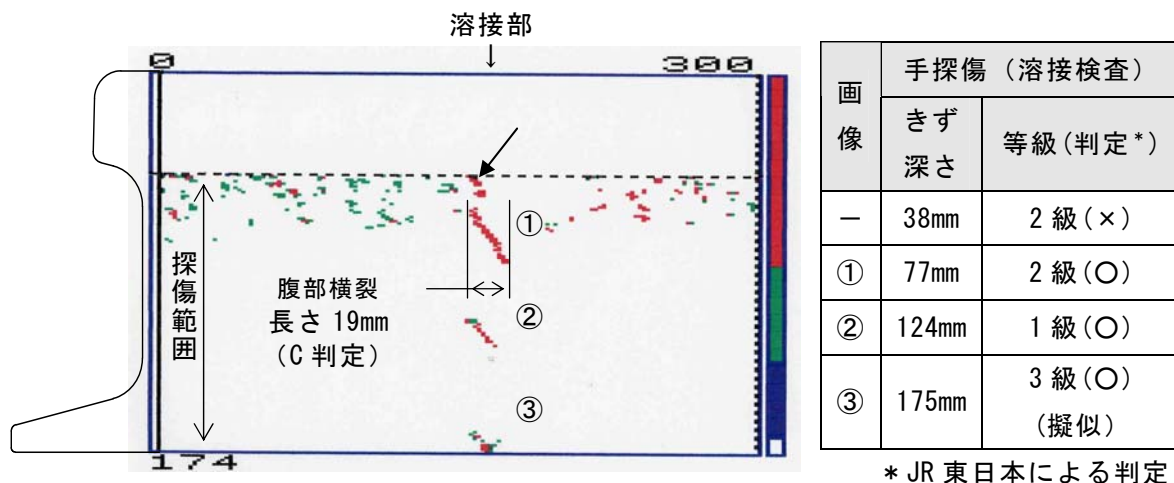 溶接部
↓
0 300
①
探傷範囲
腹部横裂
長さ 19mm
(C 判定)
②
③
174
画像 手探傷（溶接検査）
きず深さ 等級(判定*)
－ 38mm 2 級(×)
① 77mm 2 級(○)
② 124mm 1 級(○)
③ 175mm 3 級(○)
(擬似)
* JR 東日本による判定